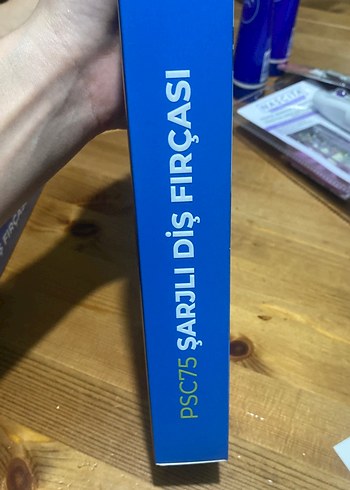 PSC75 ŞARJLI DİŞ FIRÇASI